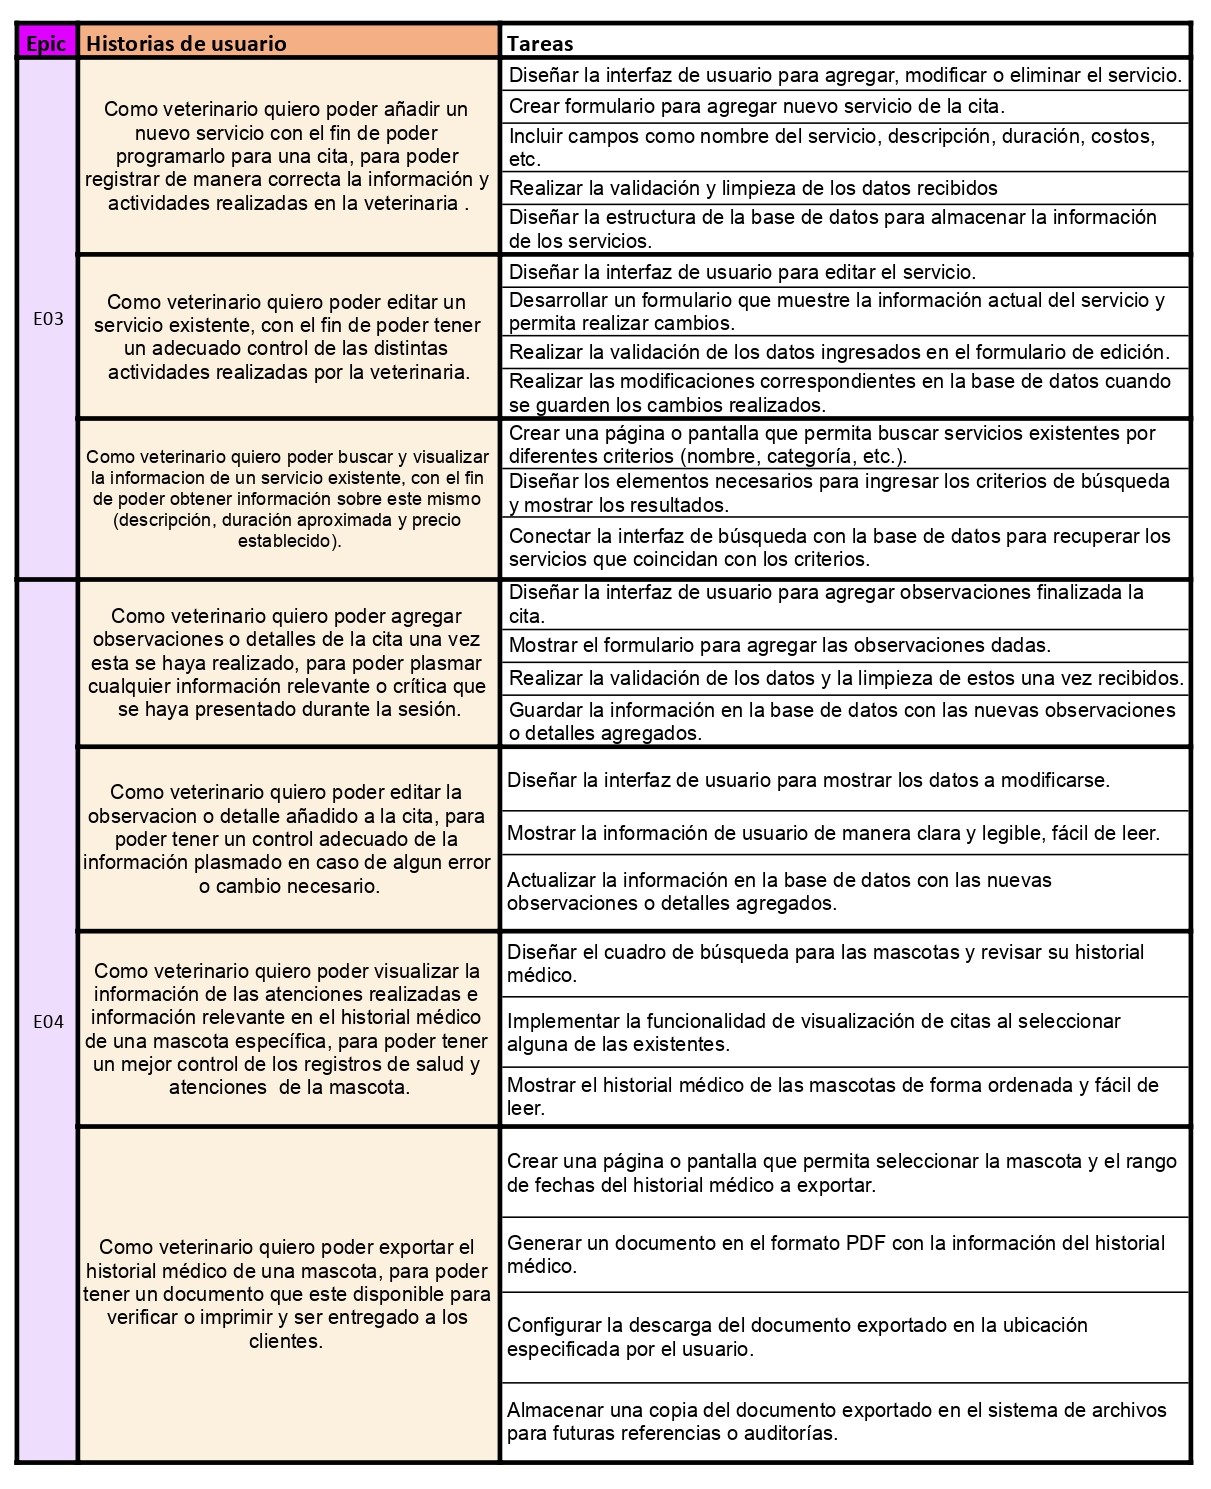 Epic
Historias de usuario
Tareas
E03
Como veterinario quiero poder añadir un
nuevo servicio con el fin de poder
programarlo para una cita, para poder
registrar de manera correcta la información y
actividades realizadas en la veterinaria .
Diseñar la interfaz de usuario para agregar, modificar o eliminar el servicio.
Crear formulario para agregar nuevo servicio de la cita.
Incluir campos como nombre del servicio, descripción, duración, costos,
etc.
Realizar la validación y limpieza de los datos recibidos
Diseñar la estructura de la base de datos para almacenar la información
de los servicios.
Como veterinario quiero poder editar un
servicio existente, con el fin de poder tener
un adecuado control de las distintas
actividades realizadas por la veterinaria.
Diseñar la interfaz de usuario para editar el servicio.
Desarrollar un formulario que muestre la información actual del servicio y
permita realizar cambios.
Realizar la validación de los datos ingresados en el formulario de edición.
Realizar las modificaciones correspondientes en la base de datos cuando
se guarden los cambios realizados.
Como veterinario quiero poder buscar y visualizar
la informacion de un servicio existente, con el fin
de poder obtener información sobre este mismo
(descripción, duración aproximada y precio
establecido).
Crear una página o pantalla que permita buscar servicios existentes por
diferentes criterios (nombre, categoría, etc.).
Diseñar los elementos necesarios para ingresar los criterios de búsqueda
y mostrar los resultados.
Conectar la interfaz de búsqueda con la base de datos para recuperar los
servicios que coincidan con los criterios.
E04
Como veterinario quiero poder agregar
observaciones o detalles de la cita una vez
esta se haya realizado, para poder plasmar
cualquier información relevante o crítica que
se haya presentado durante la sesión.
Diseñar la interfaz de usuario para agregar observaciones finalizada la
cita.
Mostrar el formulario para agregar las observaciones dadas.
Realizar la validación de los datos y la limpieza de estos una vez recibidos.
Guardar la información en la base de datos con las nuevas observaciones
o detalles agregados.
Como veterinario quiero poder editar la
observacion o detalle añadido a la cita, para
poder tener un control adecuado de la
información plasmado en caso de algun error
o cambio necesario.
Diseñar la interfaz de usuario para mostrar los datos a modificarse.
Mostrar la información de usuario de manera clara y legible, fácil de leer.
Actualizar la información en la base de datos con las nuevas
observaciones o detalles agregados.
Como veterinario quiero poder visualizar la
información de las atenciones realizadas e
información relevante en el historial médico
de una mascota específica, para poder tener
un mejor control de los registros de salud y
atenciones  de la mascota.
Diseñar el cuadro de búsqueda para las mascotas y revisar su historial
médico.
Implementar la funcionalidad de visualización de citas al seleccionar
alguna de las existentes.
Mostrar el historial médico de las mascotas de forma ordenada y fácil de
leer.
Como veterinario quiero poder exportar el
historial médico de una mascota, para poder
tener un documento que este disponible para
verificar o imprimir y ser entregado a los
clientes.
Crear una página o pantalla que permita seleccionar la mascota y el rango
de fechas del historial médico a exportar.
Generar un documento en el formato PDF con la información del historial
médico.
Configurar la descarga del documento exportado en la ubicación
especificada por el usuario.
Almacenar una copia del documento exportado en el sistema de archivos
para futuras referencias o auditorías.